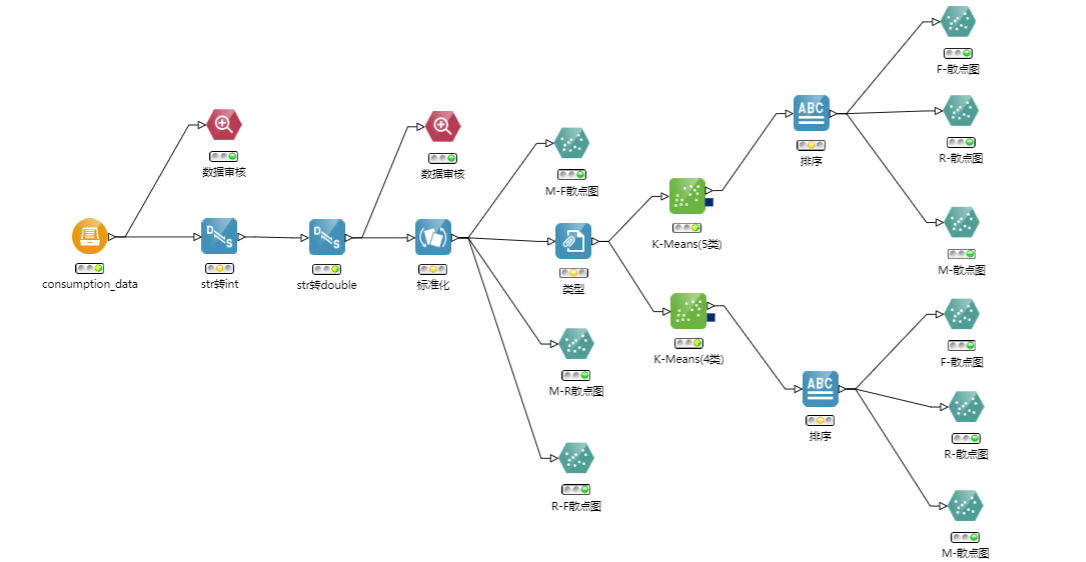 F-散点图
ABC
排序
R-散点图
数据审核
数据审核
M-F散点图
K-Means(5类)
M-散点图
consumption_data
D
S
str转int
D
S
str转double
标准化
类型
F-散点图
K-Means(4类)
M-R散点图
ABC
排序
R-散点图
R-F散点图
M-散点图